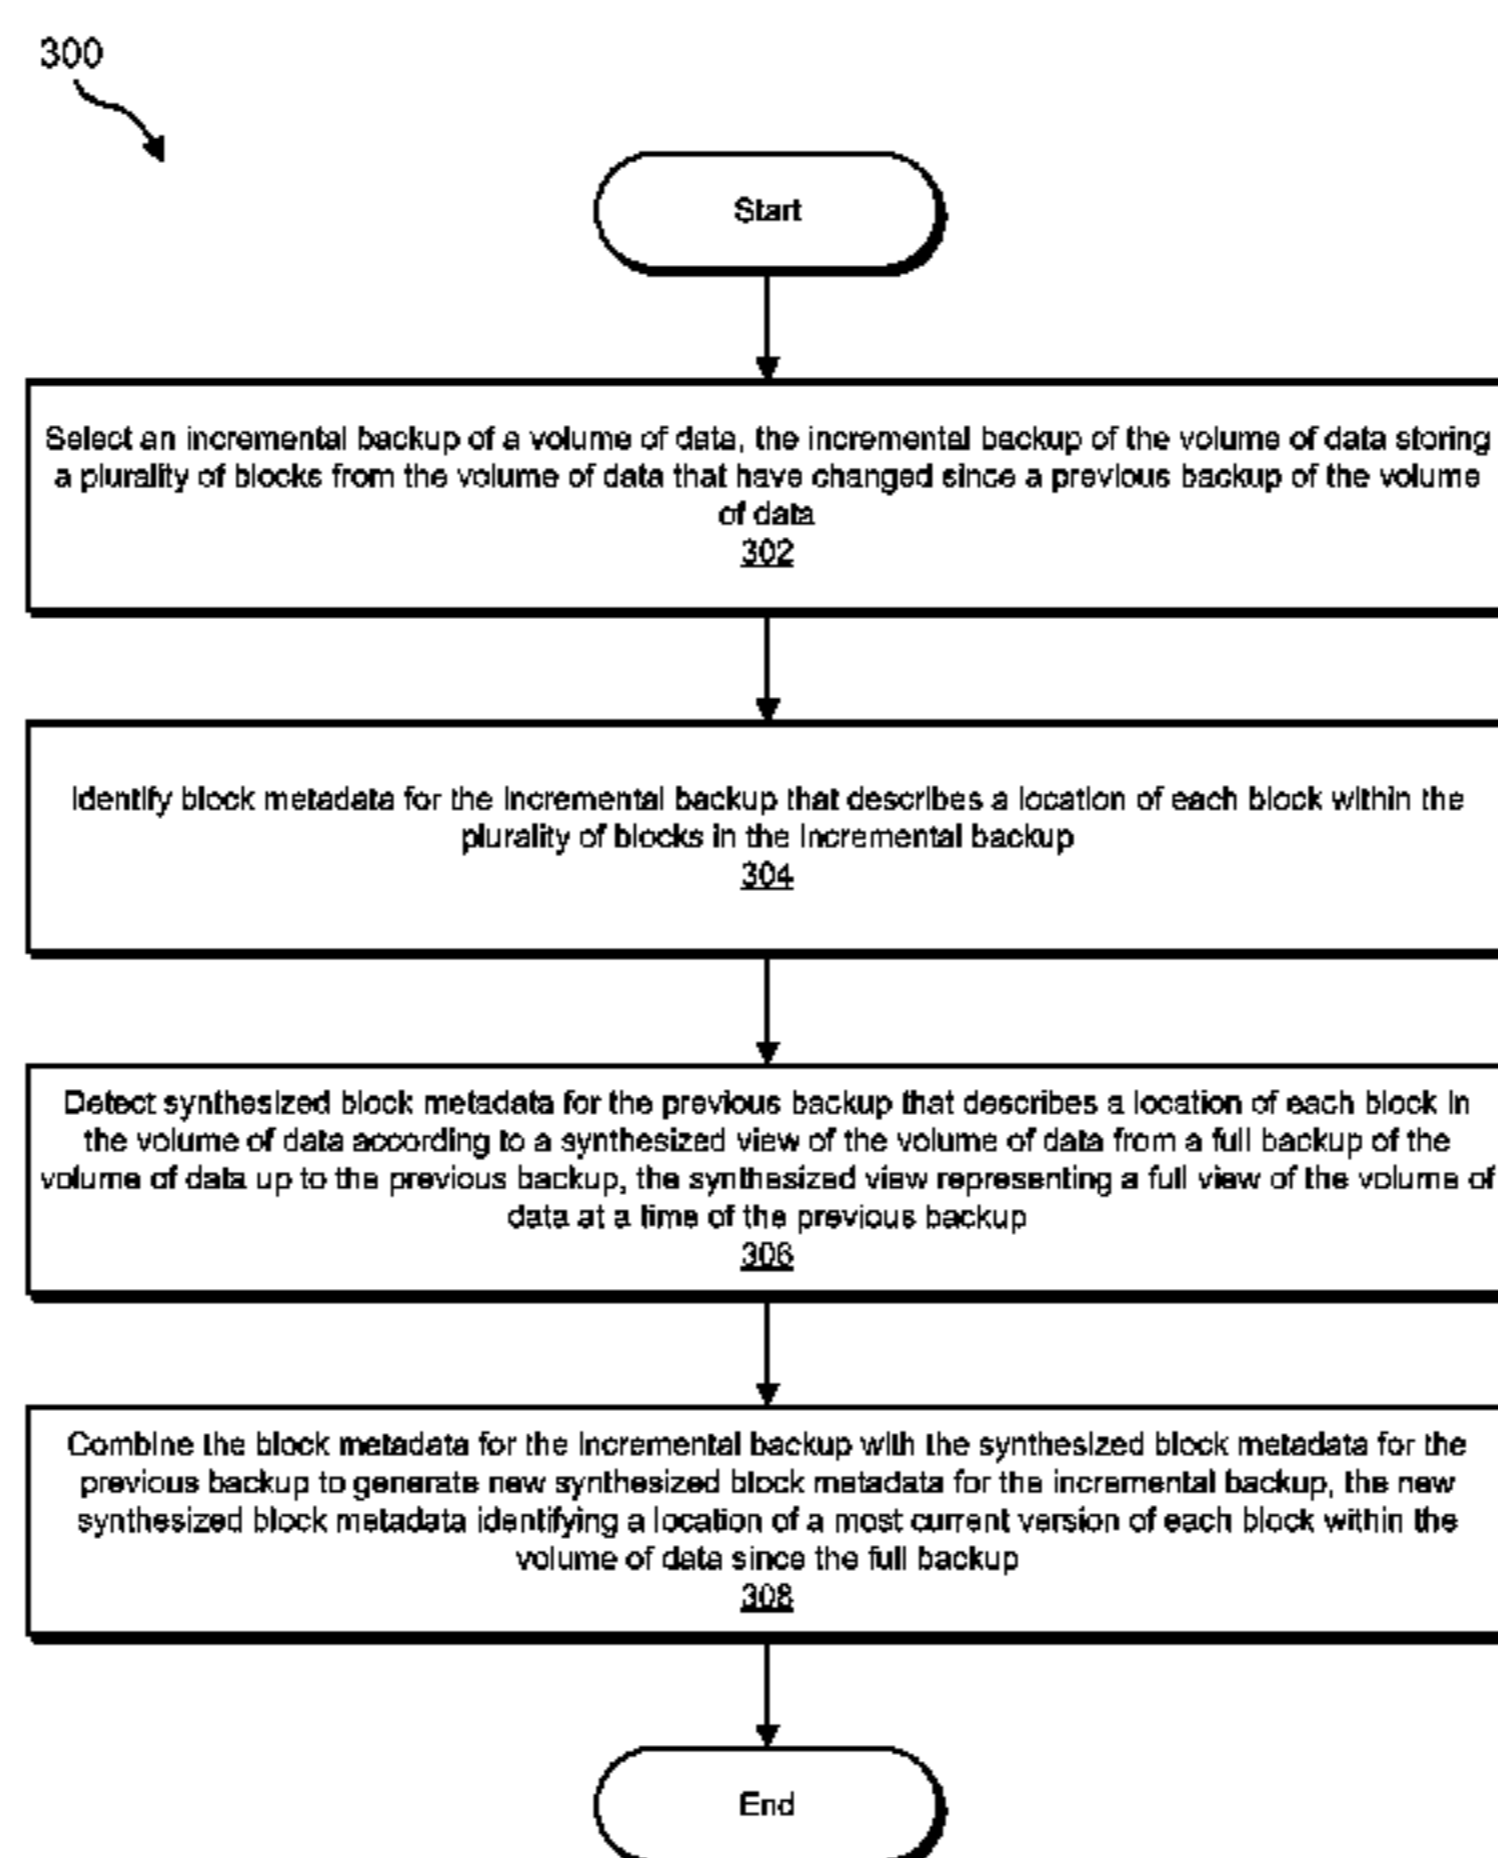 300
Start
Select an incremental backup of a volume of data, the incremental backup of the volume of data storing
a plurality of blocks from the volume of data that have changed since a previous backup of the volume
of data
302
Identify block metadata for the incremental backup that describes a location of each block within the
plurality of blocks in the incremental backup
304
Detect synthesized block metadata for the previous backup that describes a location of each block in
the volume of data according to a synthesized view of the volume of data from a full backup of the
volume of data up to the previous backup, the synthesized view representing a full view of the volume of
data at a time of the previous backup
306
Combine the block metadata for the incremental backup with the synthesized block metadata for the
previous backup to generate new synthesized block metadata for the incremental backup, the new
synthesized block metadata identifying a location of a most current version of each block within the
volume of data since the full backup
308
End